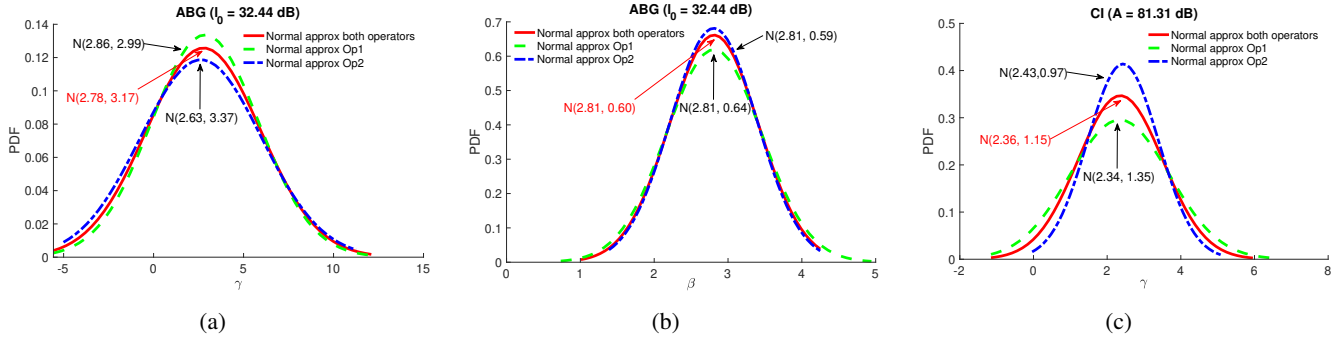 ABG (l0 = 32.44 dB)
0.14
0.12
0.1
0.08
0.06
0.04
0.02
0
PDF
Normal approx both operators
Normal approx Op1
Normal approx Op2
N(2.86, 2.99)
N(2.78, 3.17)
N(2.63, 3.37)
-5 0 5 10 15
γ
(a)
ABG (l0 = 32.44 dB)
0.7
0.6
0.5
0.4
0.3
0.2
0.1
0
PDF
Normal approx both operators
Normal approx Op1
Normal approx Op2
N(2.81, 0.59)
N(2.81, 0.60)
N(2.81, 0.64)
0 1 2 3 4 5
β
(b)
CI (A = 81.31 dB)
0.5
0.4
0.3
0.2
0.1
0
PDF
Normal approx both operators
Normal approx Op1
Normal approx Op2
N(2.43,0.97)
N(2.36, 1.15)
N(2.34, 1.35)
-2 0 2 4 6 8
γ
(c)